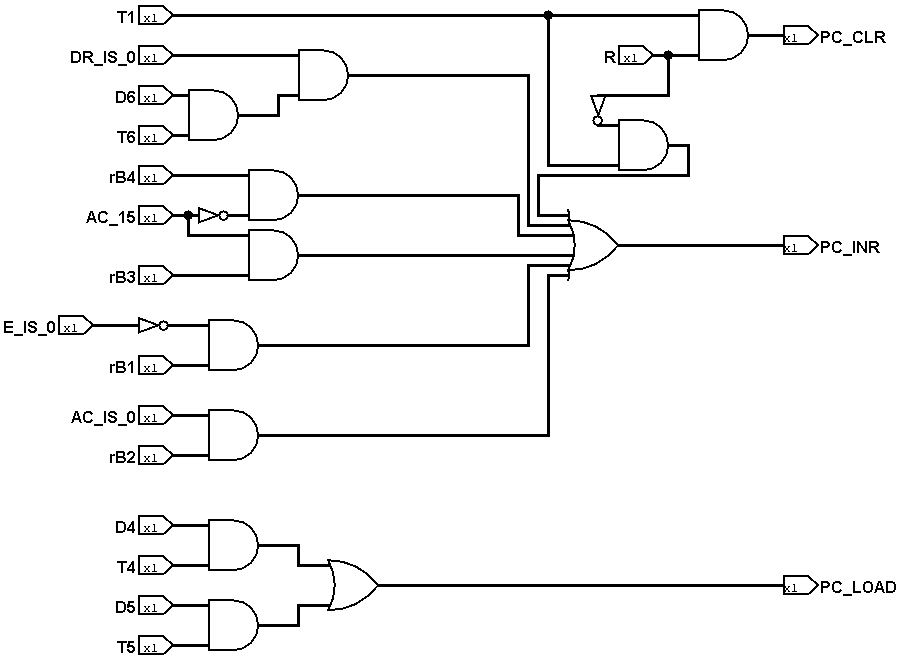 T1 x1
x1 PC_CLR
DR_IS_0 x1
R x1
D6 x1
T6 x1
rB4 x1
AC_15 x1
x1 PC_INR
rB3 x1
E_IS_0 x1
rB1 x1
AC_IS_0 x1
rB2 x1
D4 x1
T4 x1
x1 PC_LOAD
D5 x1
T5 x1